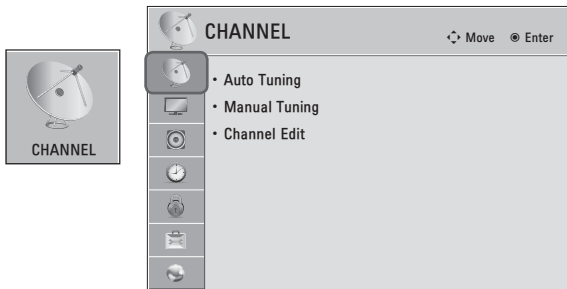 CHANNEL
CHANNEL
Move Enter
• Auto Tuning
• Manual Tuning
• Channel Edit